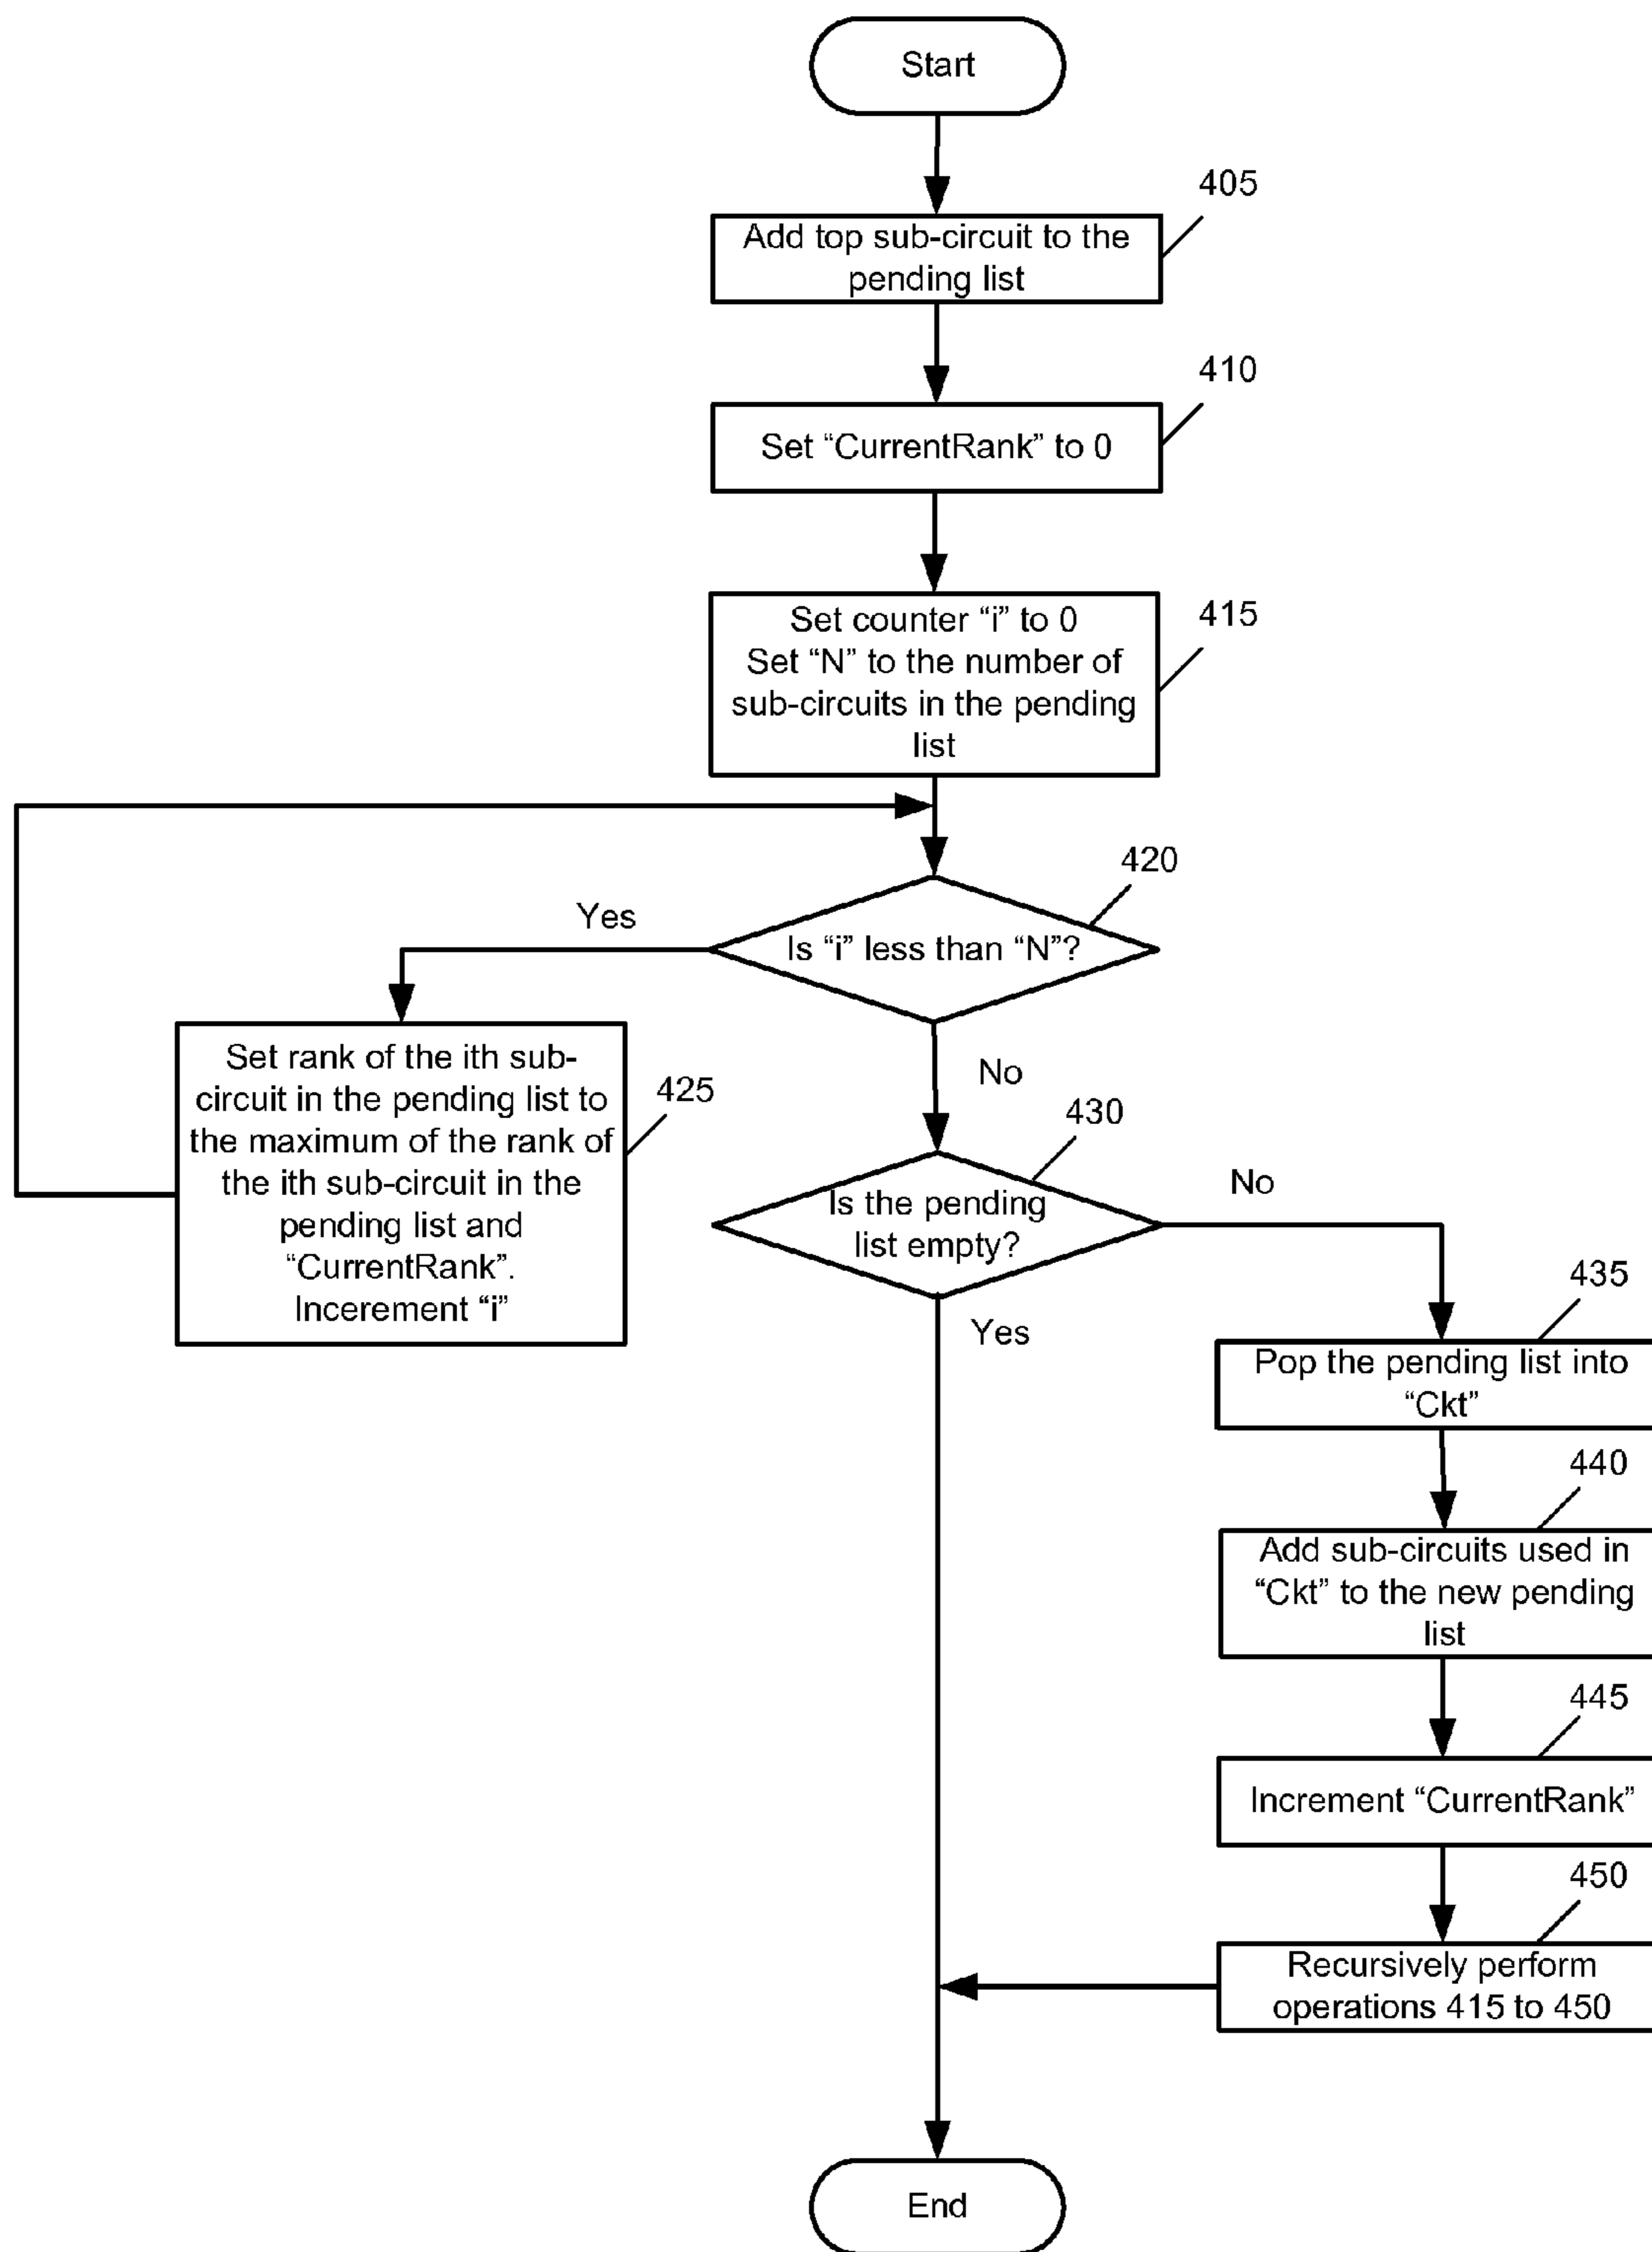 Start
405
Add top sub-circuit to the
pending list
410
Set “CurrentRank” to 0
415
Set counter “i” to 0
Set “N” to the number of
sub-circuits in the pending
list
420
Yes
Is “i” less than “N”?
Set rank of the ith sub-
circuit in the pending list to
the maximum of the rank of
the ith sub-circuit in the
pending list and
“CurrentRank”.
Incerement “i”
425
No
430
Is the pending
list empty?
No
Yes
435
Pop the pending list into
“Ckt”
440
Add sub-circuits used in
“Ckt” to the new pending
list
445
Increment “CurrentRank”
450
Recursively perform
operations 415 to 450
End